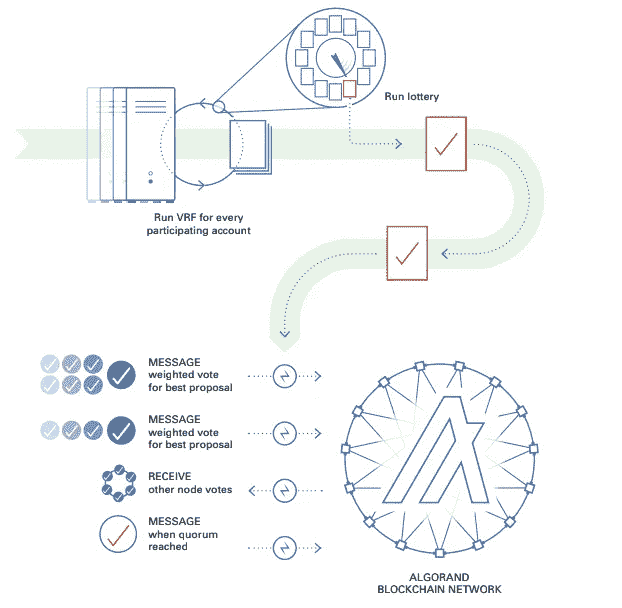 Run lottery
Run VRF for every
participating account
MESSAGE
weighted vote
for best proposal
MESSAGE
weighted vote
for best proposal
RECEIVE
other node votes
MESSAGE
when quorum
reached
ALGORAND
BLOCKCHAIN NETWORK